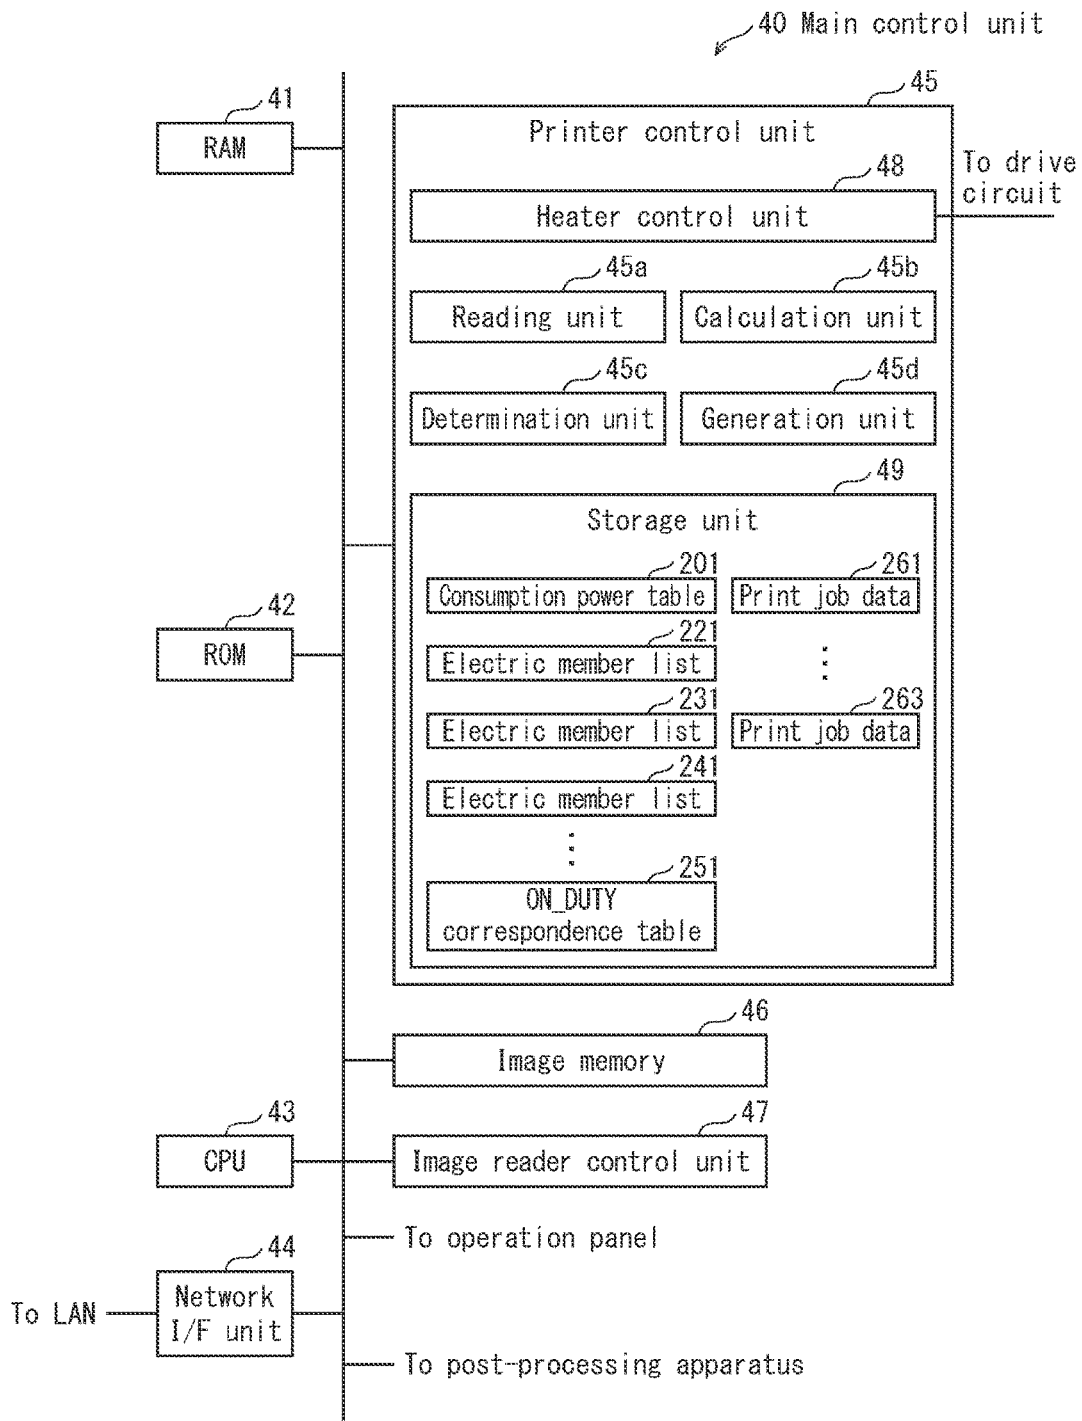 40 Main control unit
45
41
RAM
Printer control unit
To drive
circuit
48
Heater control unit
45a
45b
Reading unit
Calculation unit
45c
45d
Determination unit
Generation unit
49
Storage unit
201
261
Consumption power table
Print job data
42
ROM
221
Electric member list
231
263
Electric member list
Print job data
241
Electric member list
251
ON_DUTY
correspondence table
46
Image memory
43
47
CPU
Image reader control unit
To operation panel
44
Network
I/F unit
To LAN
To post-processing apparatus